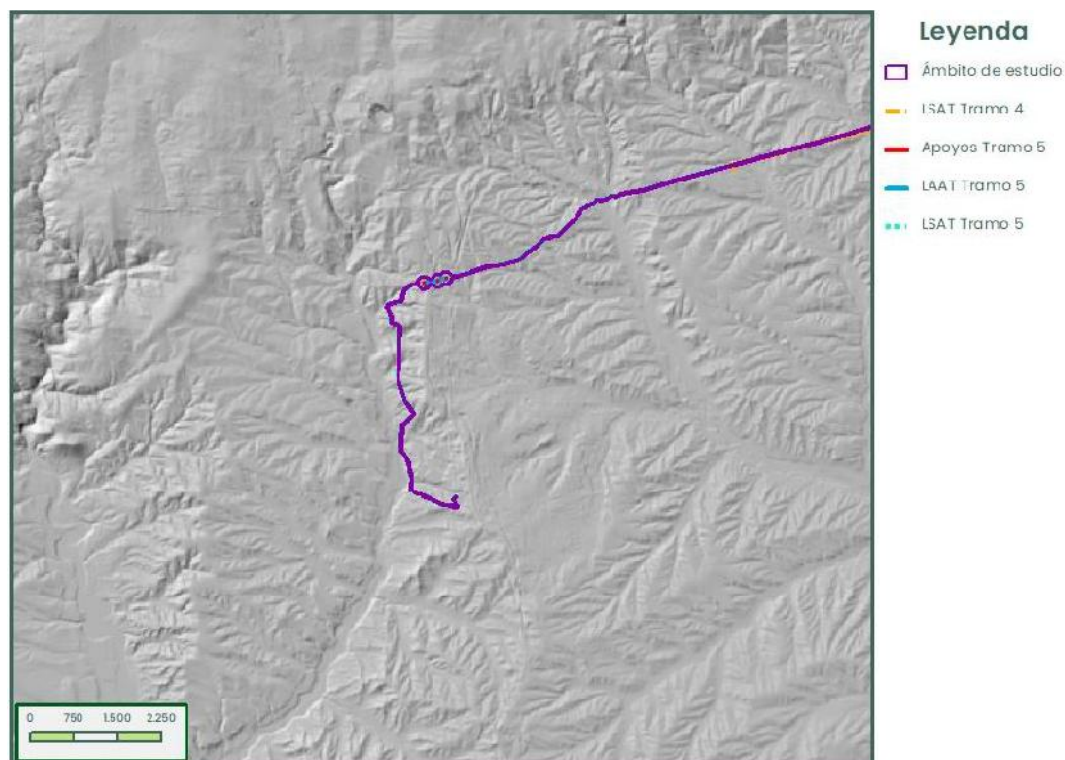 Leyenda
Ámbito de estudio
LSAT Tramo 4
Apoyos Tramo 5
LAAT Tramo 5
LSAT Tramo 5
0 750 1.500 2.250